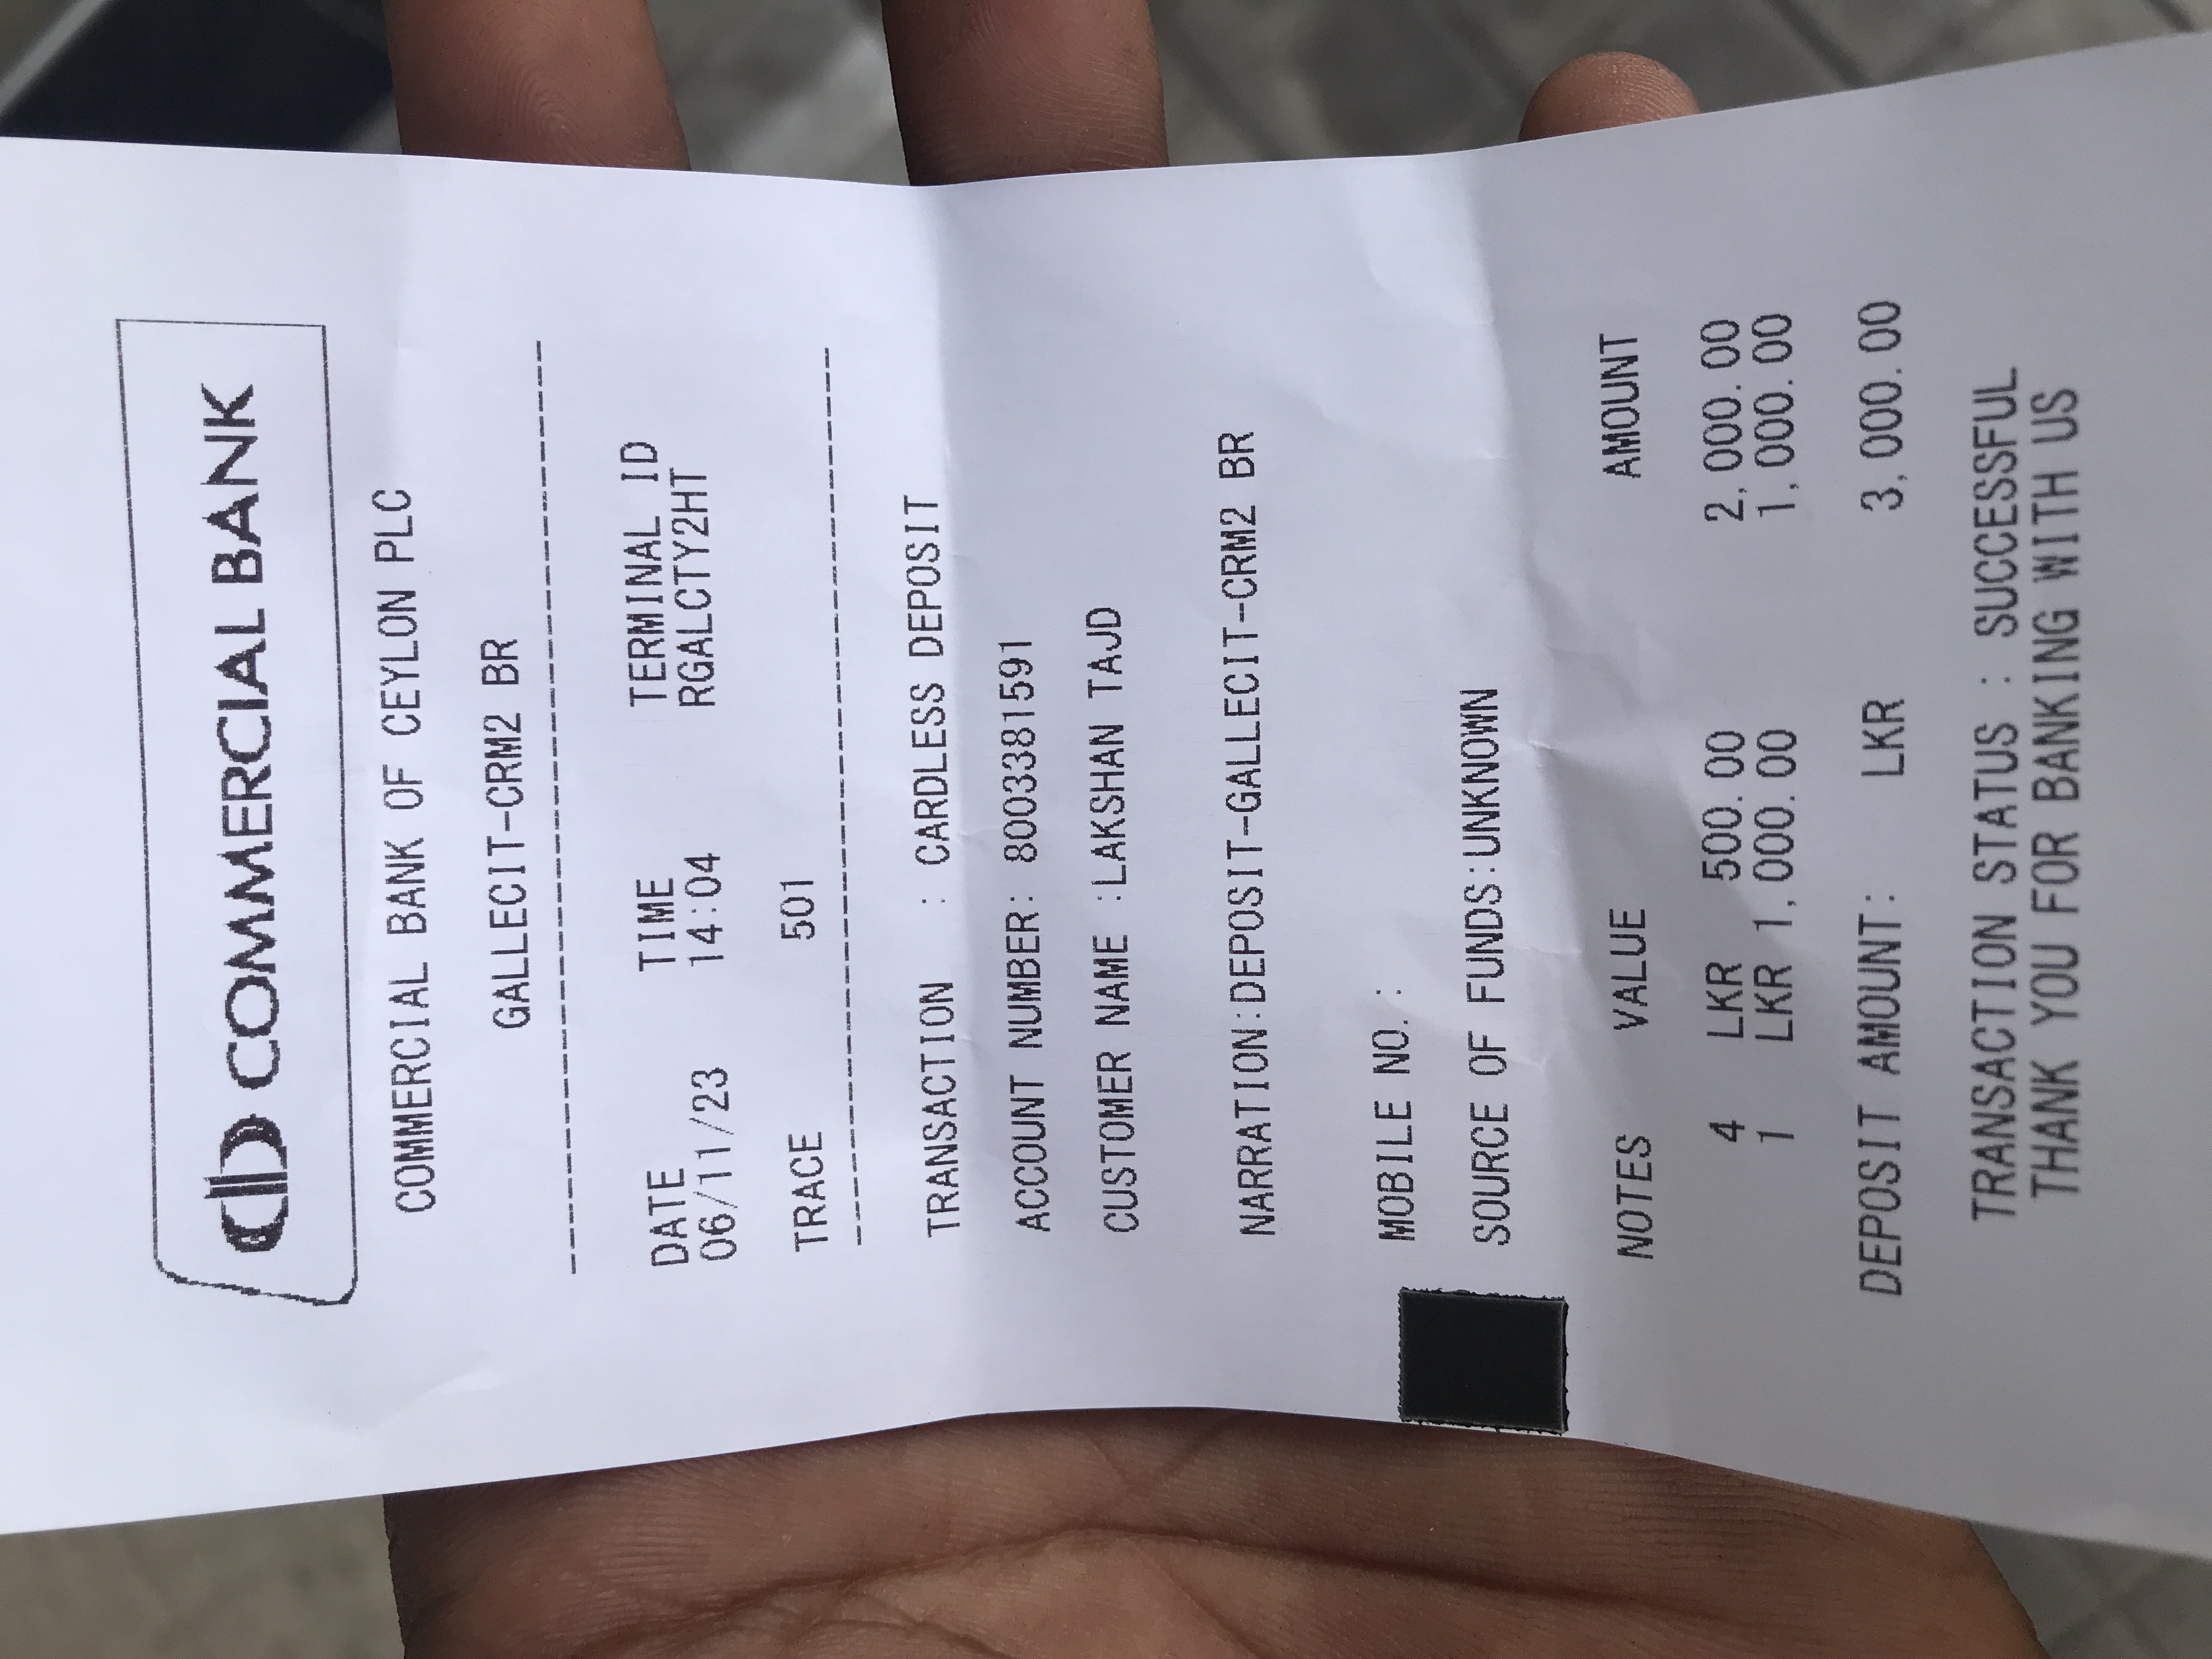 COMMERCIAL BANK
COMMERCIAL BANK OF CEYLON PLC
GALLECIT-CRM2 BR
DATE TIME TERMINAL ID
06/11/23 14:04 RGALCTY2HT
TRACE 501
TRANSACTION : CARDLESS DEPOSIT
ACCOUNT NUMBER: 8003381591
CUSTOMER NAME :LAKSHAN TAJD
NARRATION:DEPOSIT-GALLECIT-CRM2 BR
MOBILE NO.:
SOURCE OF FUNDS:UNKNOWN
NOTES VALUE AMOUNT
4 LKR 500.00 2,000.00
1 LKR 1,000.00 1,000.00
DEPOSIT AMOUNT: LKR 3,000.00
TRANSACTION STATUS : SUCCESSFUL
THANK YOU FOR BANKING WITH US